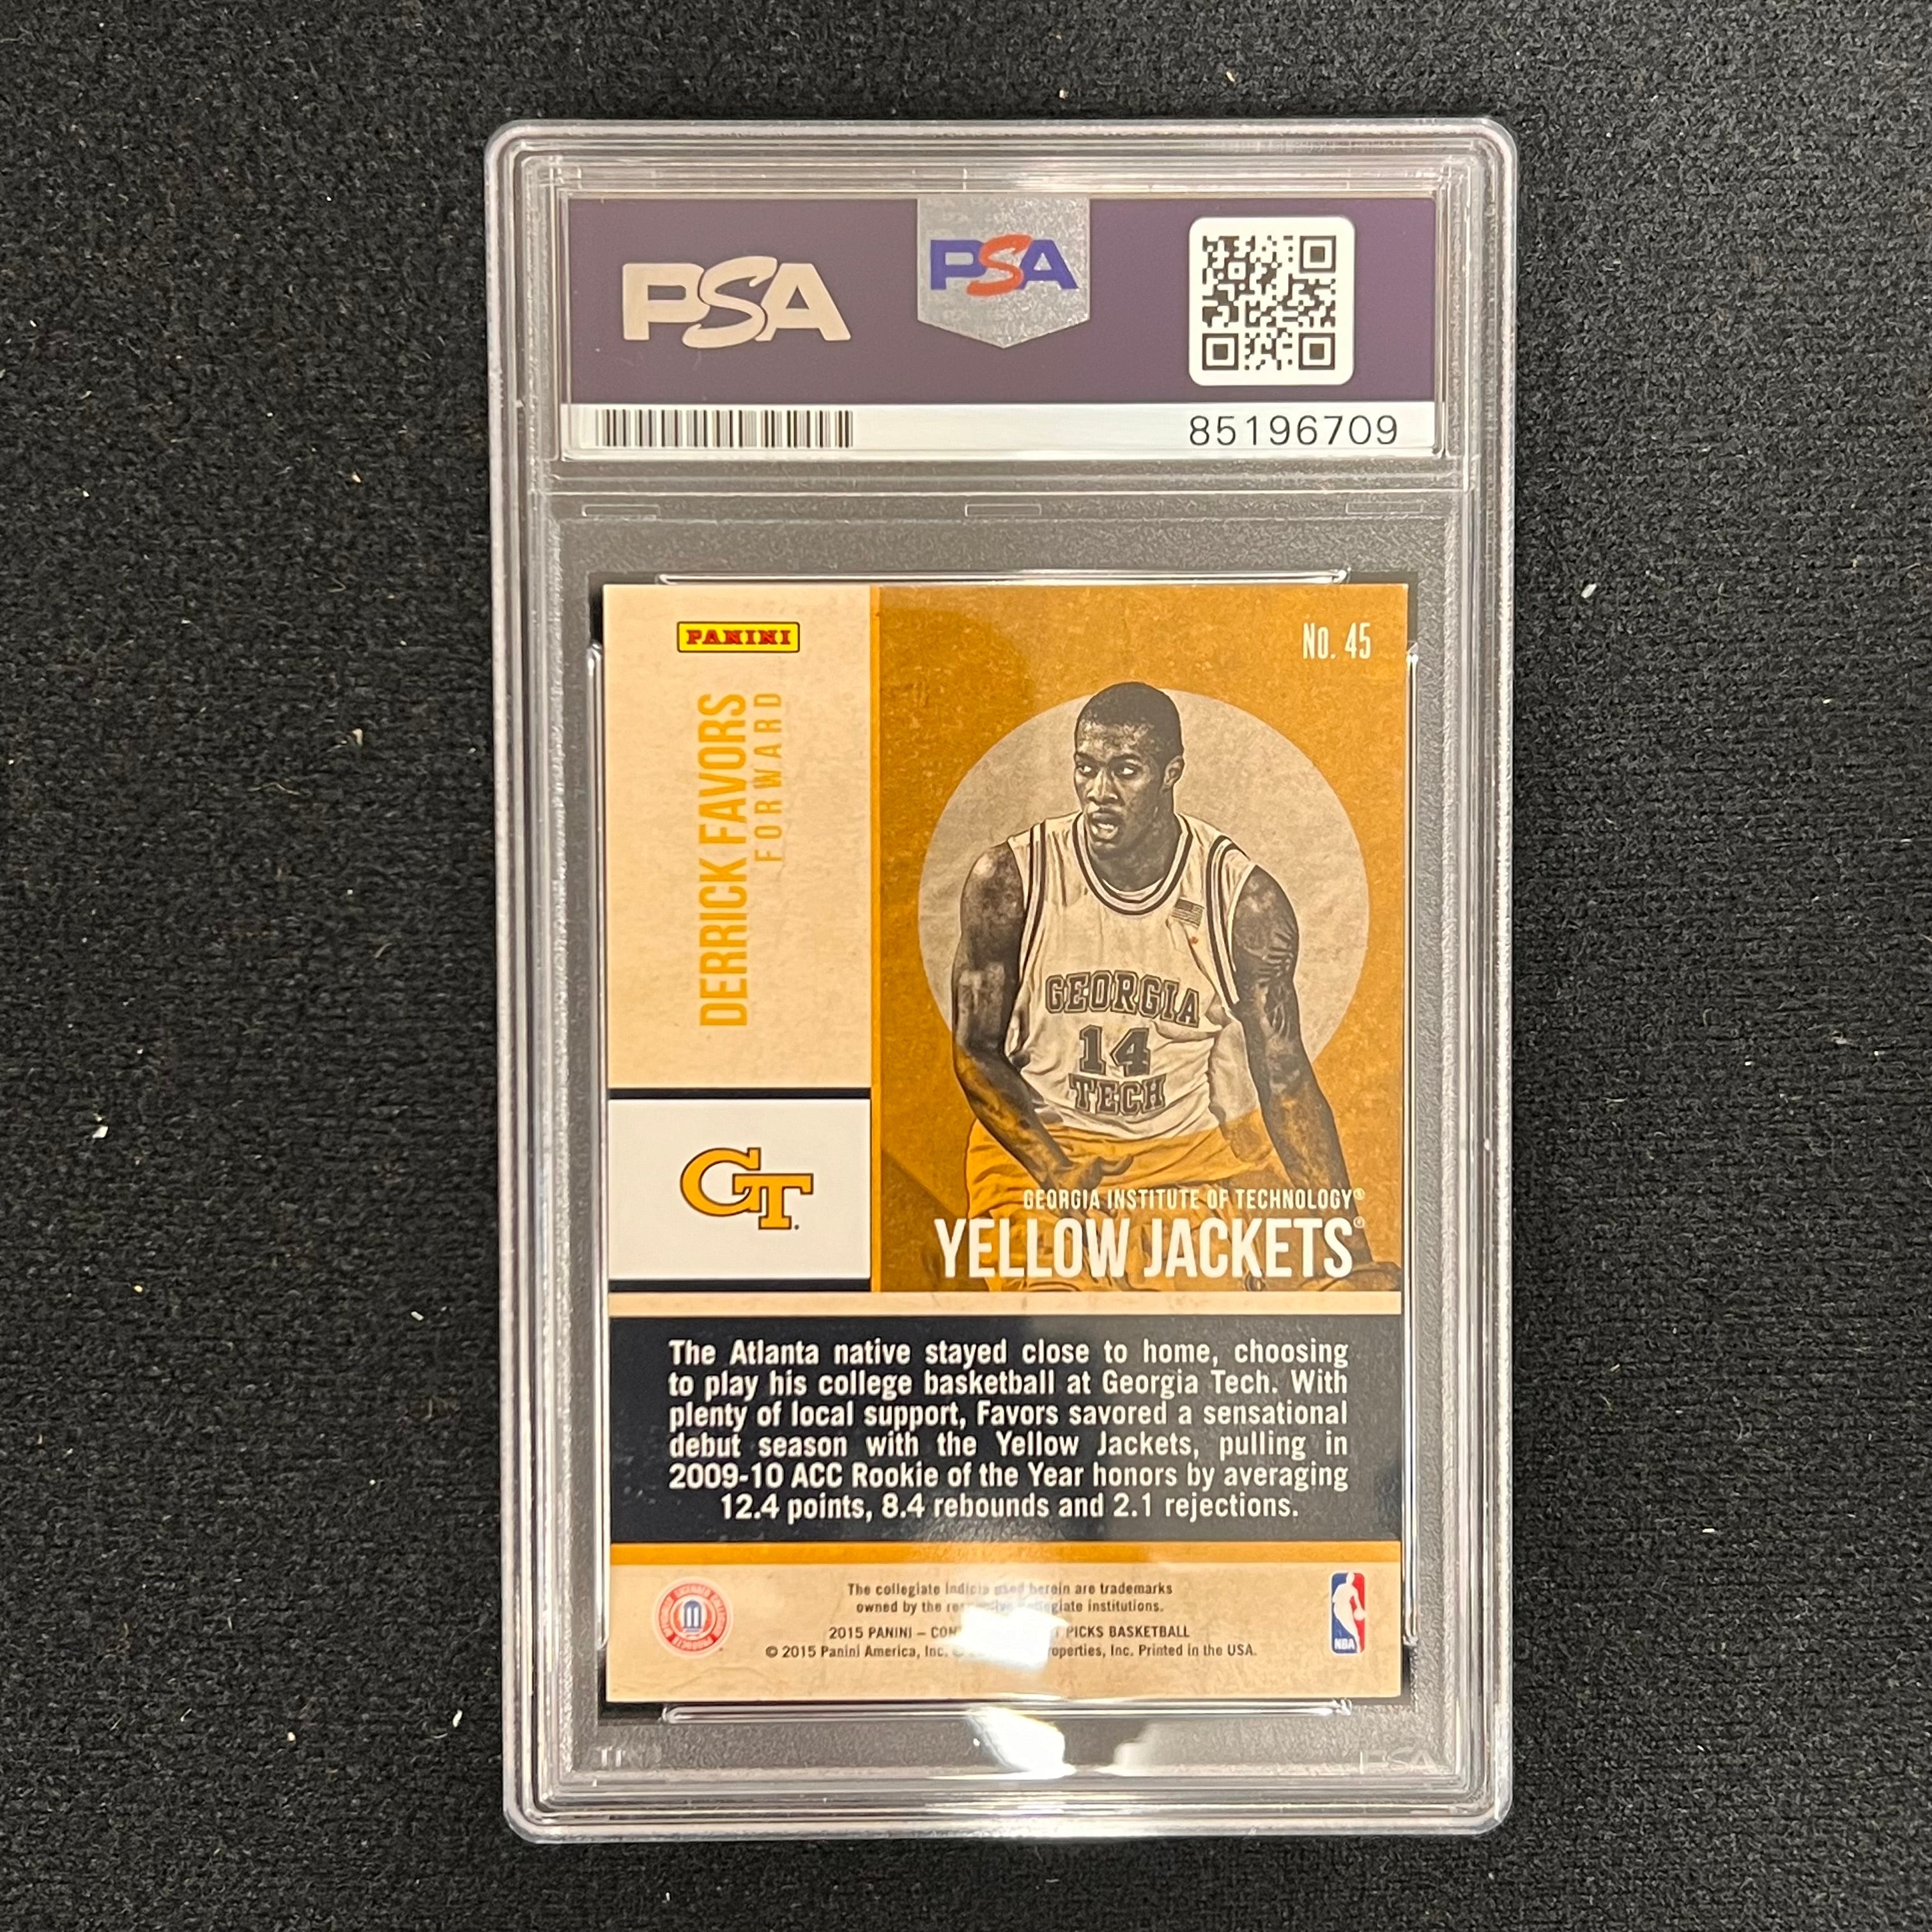 PSA
PSA
85196709
PANINI
No. 45
DERRICK FAVORS
FORWARD
GEORGIA
14
TECH
GT
GEORGIA INSTITUTE OF TECHNOLOGY®
YELLOW JACKETS®
The Atlanta native stayed close to home, choosing
to play his college basketball at Georgia Tech. With
plenty of local support, Favors savored a sensational
debut season with the Yellow Jackets, pulling in
2009-10 ACC Rookie of the Year honors by averaging
12.4 points, 8.4 rebounds and 2.1 rejections.
The collegiate indicia used herein are trademarks
owned by the respective collegiate institutions.
2015 PANINI – PICKS BASKETBALL
© 2015 Panini America, Inc. Printed in the USA.
NBA
PSA